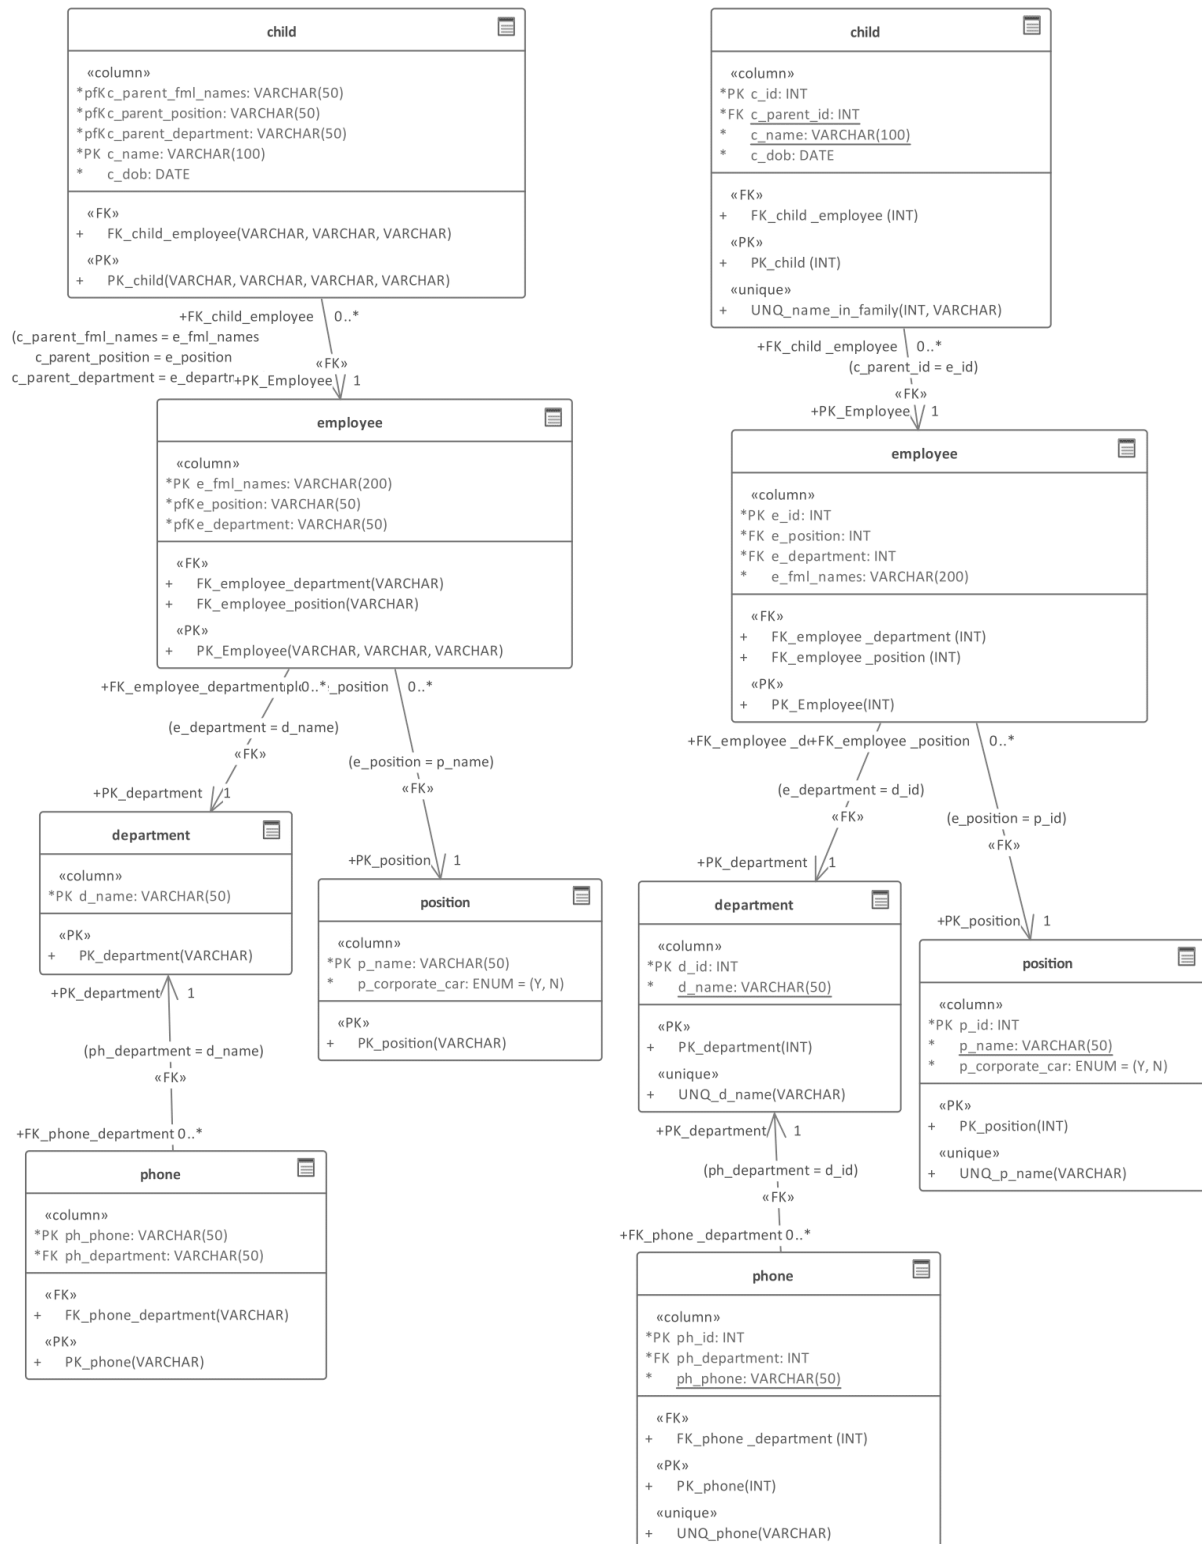 child
«column»
*pfK c_parent_fml_names: VARCHAR(50)
*pfK c_parent_position: VARCHAR(50)
*pfK c_parent_department: VARCHAR(50)
*PK c_name: VARCHAR(100)
* c_dob: DATE
«FK»
+ FK_child_employee(VARCHAR, VARCHAR, VARCHAR)
«PK»
+ PK_child(VARCHAR, VARCHAR, VARCHAR, VARCHAR)
+FK_child_employee 0..*
(c_parent_fml_names = e_fml_names
c_parent_position = e_position
«FK»
c_parent_department = e_departr
+PK_Employee 1
employee
«column»
*PK e_fml_names: VARCHAR(200)
*pfK e_position: VARCHAR(50)
*pfK e_department: VARCHAR(50)
«FK»
+ FK_employee_department(VARCHAR)
+ FK_employee_position(VARCHAR)
«PK»
+ PK_Employee(VARCHAR, VARCHAR, VARCHAR)
+FK_employee_department 0..* _position 0..*
(e_department = d_name)
«FK»
(e_position = p_name)
«FK»
+PK_department 1
department
«column»
*PK d_name: VARCHAR(50)
«PK»
+ PK_department(VARCHAR)
+PK_position 1
position
«column»
*PK p_name: VARCHAR(50)
* p_corporate_car: ENUM = (Y, N)
«PK»
+ PK_position(VARCHAR)
+PK_department 1
(ph_department = d_name)
«FK»
+FK_phone_department 0..*
phone
«column»
*PK ph_phone: VARCHAR(50)
*FK ph_department: VARCHAR(50)
«FK»
+ FK_phone_department(VARCHAR)
«PK»
+ PK_phone(VARCHAR)
child
«column»
*PK c_id: INT
*FK c_parent_id: INT
* c_name: VARCHAR(100)
* c_dob: DATE
«FK»
+ FK_child _employee (INT)
«PK»
+ PK_child (INT)
«unique»
+ UNQ_name_in_family(INT, VARCHAR)
+FK_child _employee 0..*
(c_parent_id = e_id)
«FK»
+PK_Employee 1
employee
«column»
*PK e_id: INT
*FK e_position: INT
*FK e_department: INT
* e_fml_names: VARCHAR(200)
«FK»
+ FK_employee _department (INT)
+ FK_employee _position (INT)
«PK»
+ PK_Employee(INT)
+FK_employee _d +FK_employee _position 0..*
(e_department = d_id)
«FK»
(e_position = p_id)
«FK»
+PK_department 1
department
«column»
*PK d_id: INT
* d_name: VARCHAR(50)
«PK»
+ PK_department(INT)
«unique»
+ UNQ_d_name(VARCHAR)
+PK_position 1
position
«column»
*PK p_id: INT
* p_name: VARCHAR(50)
* p_corporate_car: ENUM = (Y, N)
«PK»
+ PK_position(INT)
«unique»
+ UNQ_p_name(VARCHAR)
+PK_department 1
(ph_department = d_id)
«FK»
+FK_phone _department 0..*
phone
«column»
*PK ph_id: INT
*FK ph_department: INT
* ph_phone: VARCHAR(50)
«FK»
+ FK_phone _department (INT)
«PK»
+ PK_phone(INT)
«unique»
+ UNQ_phone(VARCHAR)